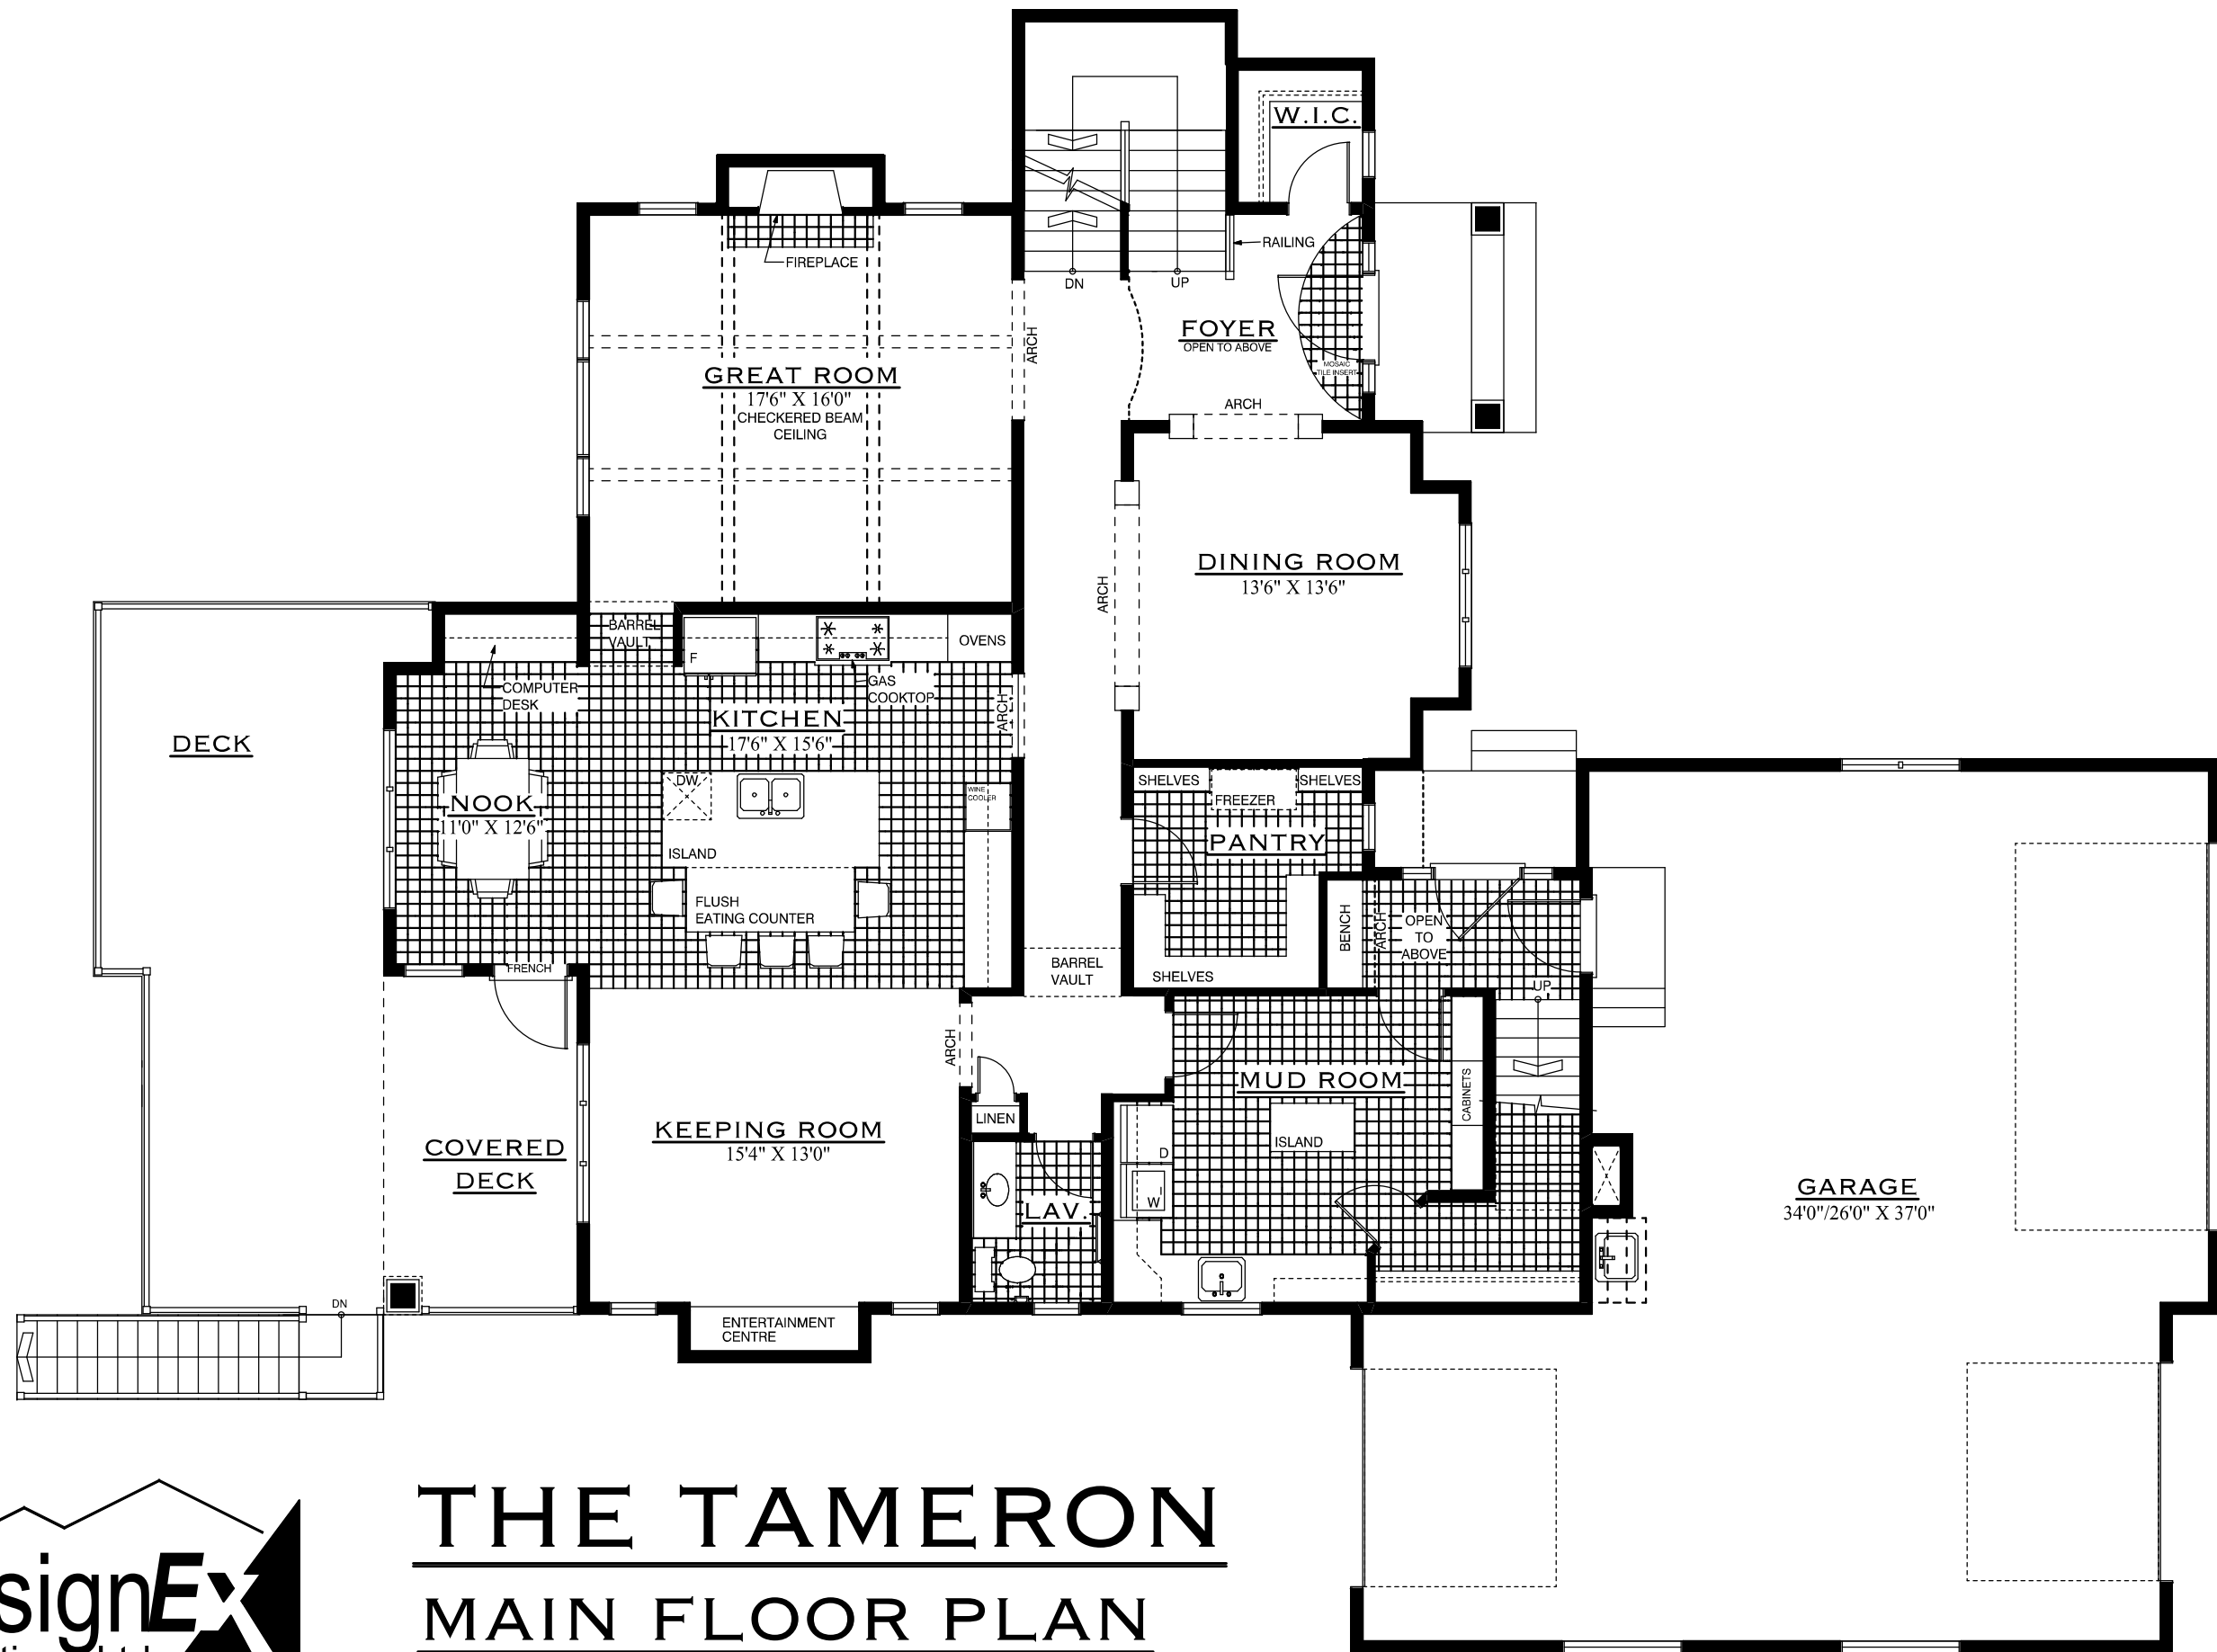 W.I.C.
RAILING
FIREPLACE
DN
UP
FOYER
OPEN TO ABOVE
MOSAIC
TILE INSERT
ARCH
GREAT ROOM
17'6" X 16'0"
CHECKERED BEAM
CEILING
ARCH
ARCH
DINING ROOM
13'6" X 13'6"
BARREL
VAULT
F
OVENS
COMPUTER
DESK
GAS
COOKTOP
ARCH
KITCHEN
17'6" X 15'6"
DECK
DW
WINE
COOLER
SHELVES
FREEZER
SHELVES
NOOK
11'0" X 12'6"
PANTRY
ISLAND
FLUSH
EATING COUNTER
BENCH
ARCH
OPEN
TO
ABOVE
FRENCH
BARREL
VAULT
SHELVES
UP
ARCH
MUD ROOM
CABINETS
LINEN
KEEPING ROOM
15'4" X 13'0"
ISLAND
COVERED
DECK
D
W
LAV.
GARAGE
34'0"/26'0" X 37'0"
DN
ENTERTAINMENT
CENTRE
THE TAMERON
signEx
MAIN FLOOR PLAN